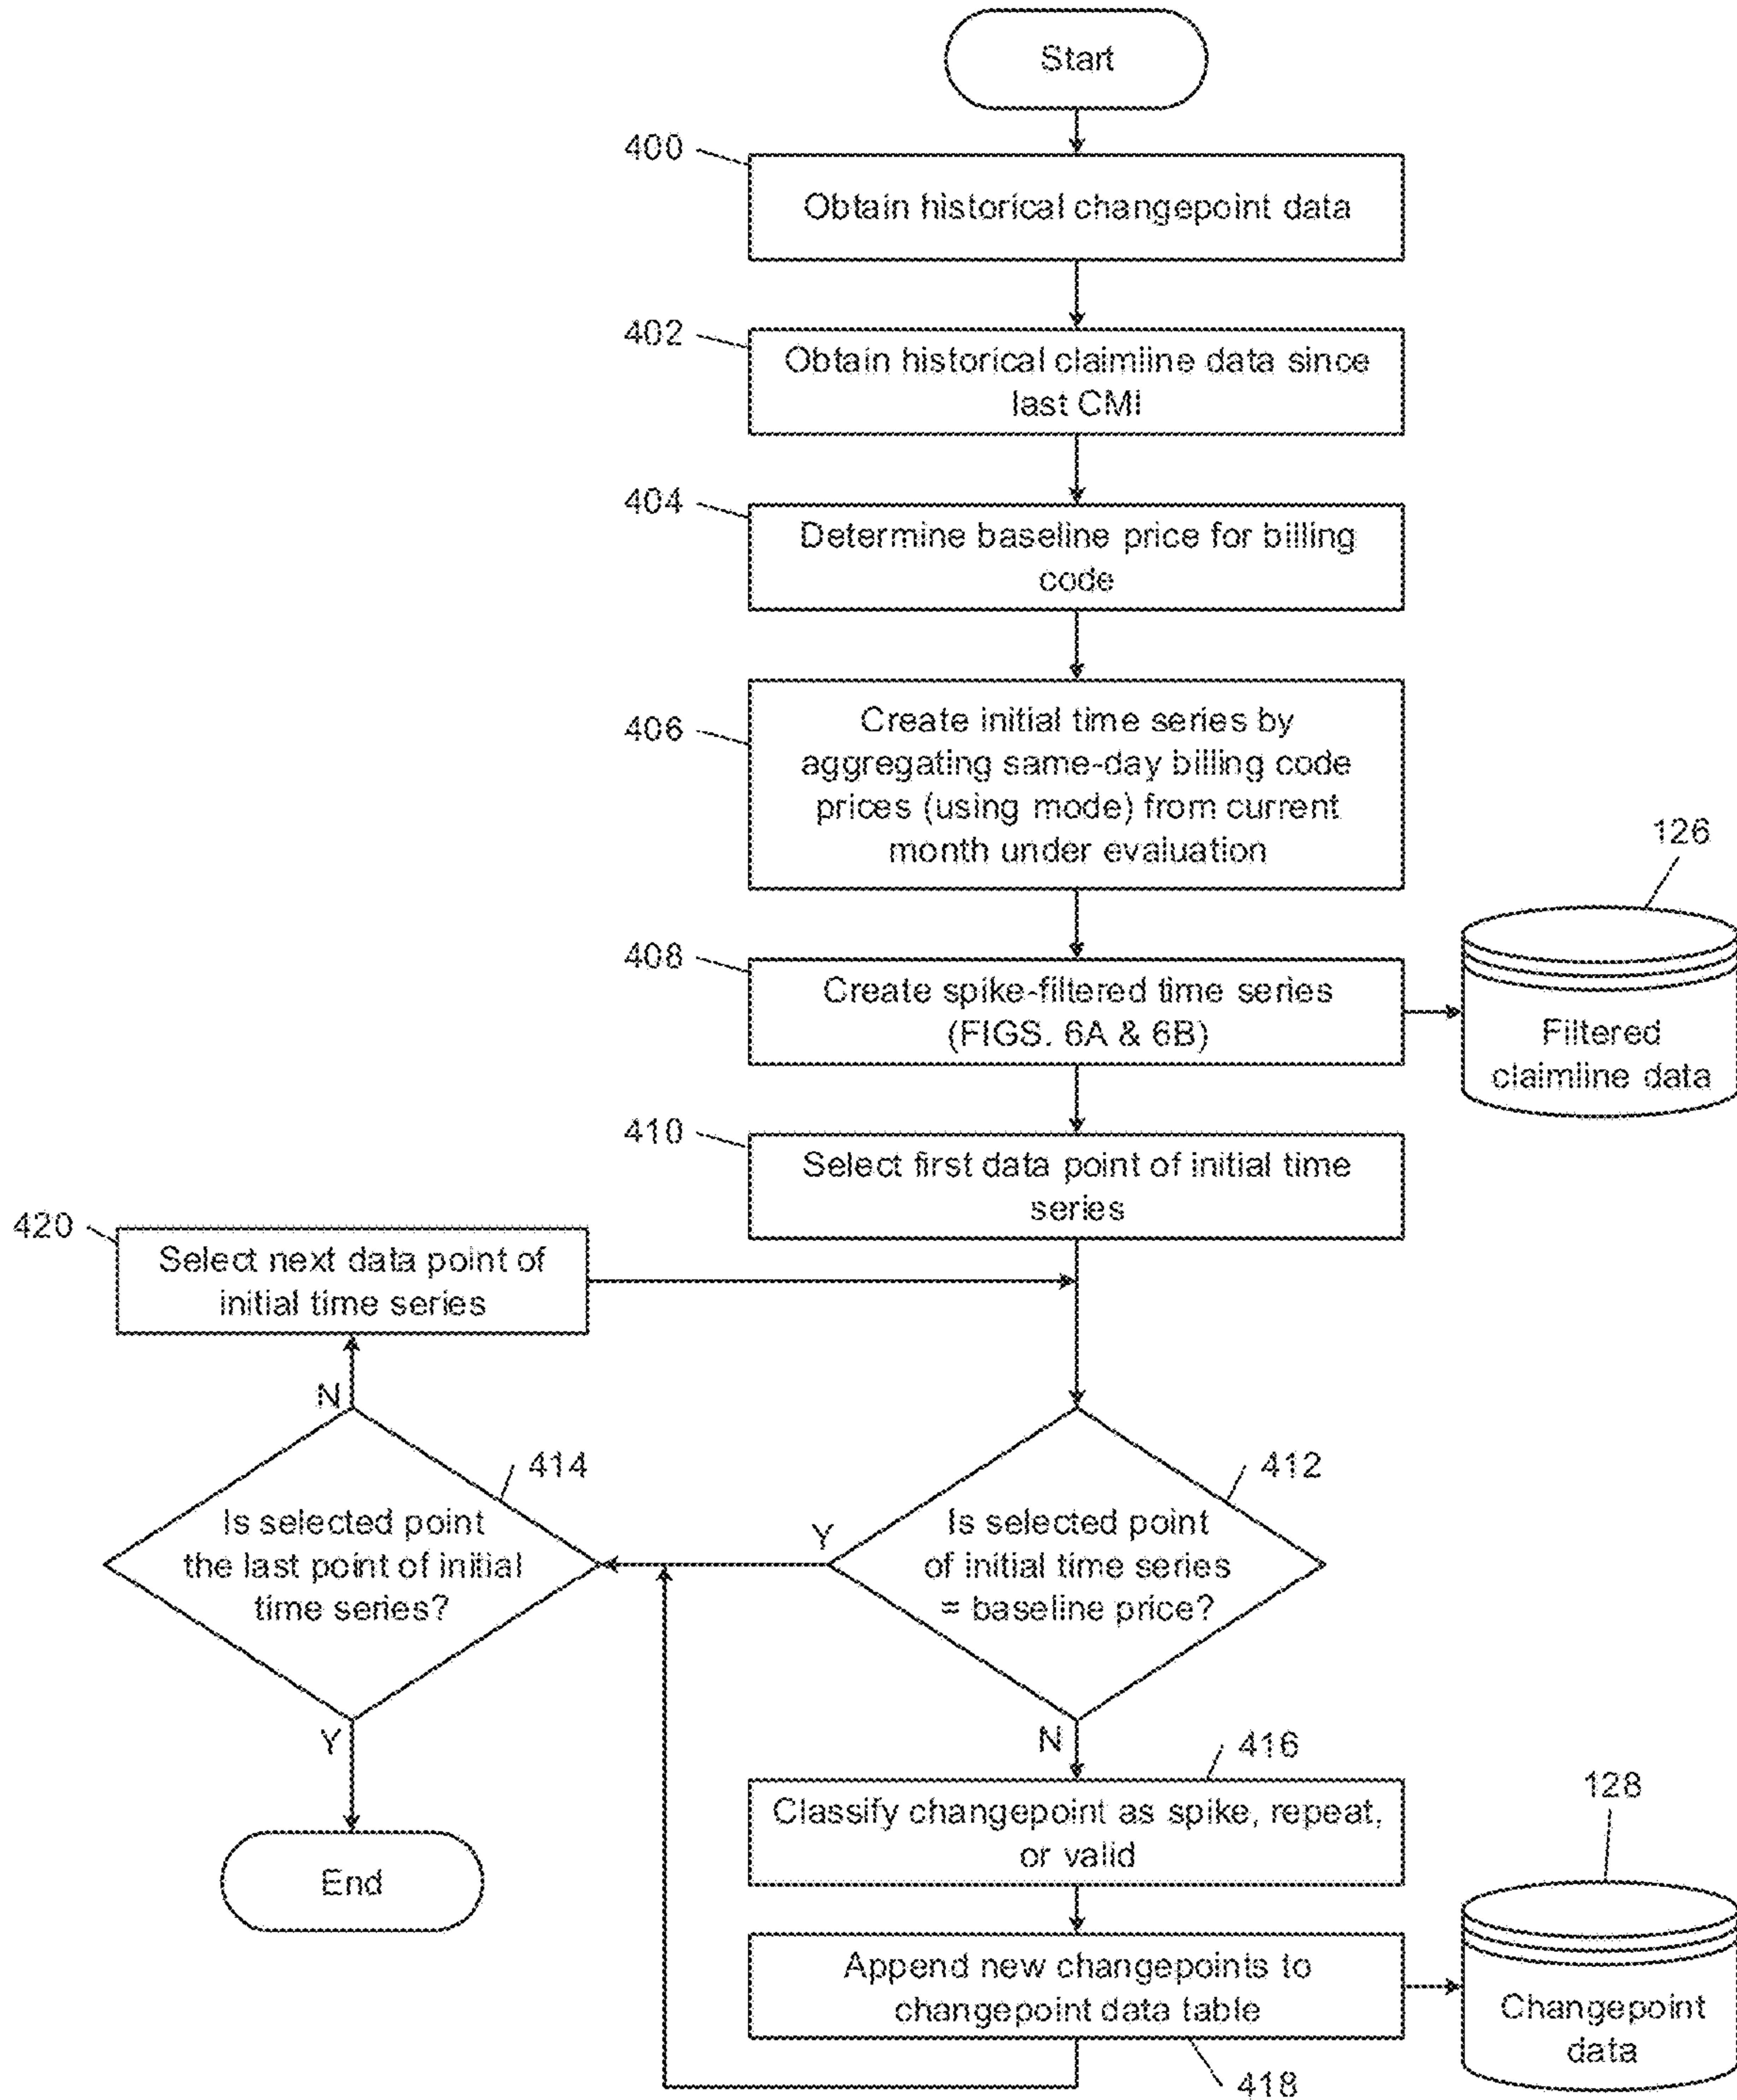 Start
400
Obtain historical changepoint data
402
Obtain historical claimline data since
last CMI
404
Determine baseline price for billing
code
406
Create initial time series by
aggregating same-day billing code
prices (using mode) from current
month under evaluation
126
408
Create spike-filtered time series
(FIGS. 6A & 6B)
Filtered
claimline data
410
Select first data point of initial time
series
420
Select next data point of
initial time series
N
414
412
Is selected point
the last point of initial
time series?
Y
Is selected point
of initial time series
= baseline price?
Y
N
416
Classify changepoint as spike, repeat,
or valid
128
End
Append new changepoints to
changepoint data table
Changepoint
data
418